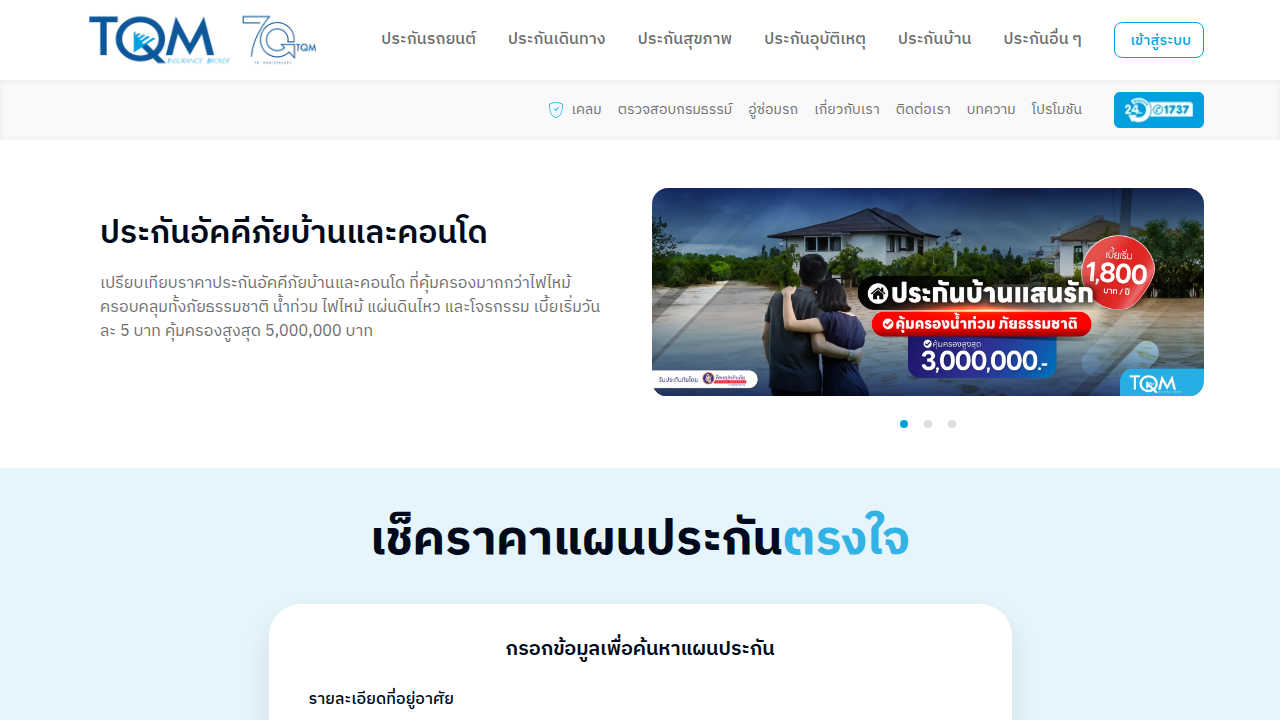 TQM
INSURANCE BROKER
TQM
70 ANNIVERSARY
ประกันรถยนต์
ประกันเดินทาง
ประกันสุขภาพ
ประกันอุบัติเหตุ
ประกันบ้าน
ประกันอื่น ๆ
เข้าสู่ระบบ
เคลม
ตรวจสอบกรมธรรม์
อู่ซ่อมรถ
เกี่ยวกับเรา
ติดต่อเรา
บทความ
โปรโมชัน
24 1737
ประกันอัคคีภัยบ้านและคอนโด
เปรียบเทียบราคาประกันอัคคีภัยบ้านและคอนโด ที่คุ้มครองมากกว่าไฟไหม้
ครอบคลุมทั้งภัยธรรมชาติ น้ำท่วม ไฟไหม้ แผ่นดินไหว และโจรกรรม เบี้ยเริ่มวัน
ละ 5 บาท คุ้มครองสูงสุด 5,000,000 บาท
เบี้ยเริ่ม
1,800
บาท / ปี
ประกันบ้านแสนรัก
คุ้มครองน้ำท่วม ภัยธรรมชาติ
คุ้มครองสูงสุด
3,000,000.-
รับประกันภัยโดย
TQM
เช็คราคาแผนประกันตรงใจ
กรอกข้อมูลเพื่อค้นหาแผนประกัน
รายละเอียดที่อยู่อาศัย